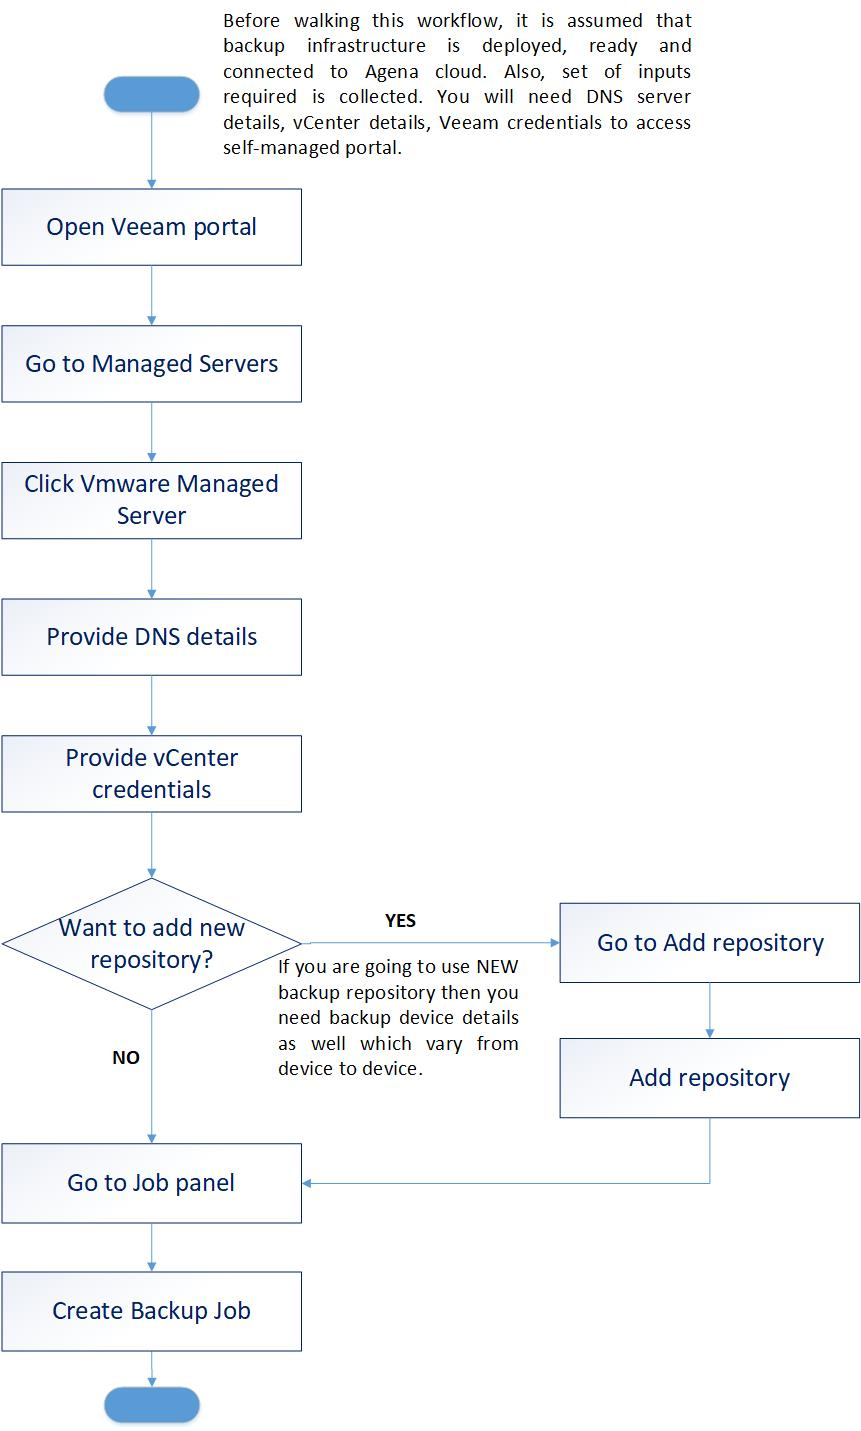 Before walking this workflow, it is assumed that
backup infrastructure is deployed, ready and
connected to Agena cloud. Also, set of inputs
required is collected. You will need DNS server
details, vCenter details, Veeam credentials to access
self-managed portal.
Open Veeam portal
Go to Managed Servers
Click Vmware Managed
Server
Provide DNS details
Provide vCenter
credentials
Want to add new
repository?
YES
If you are going to use NEW
backup repository then you
need backup device details
as well which vary from
device to device.
Go to Add repository
Add repository
NO
Go to Job panel
Create Backup Job